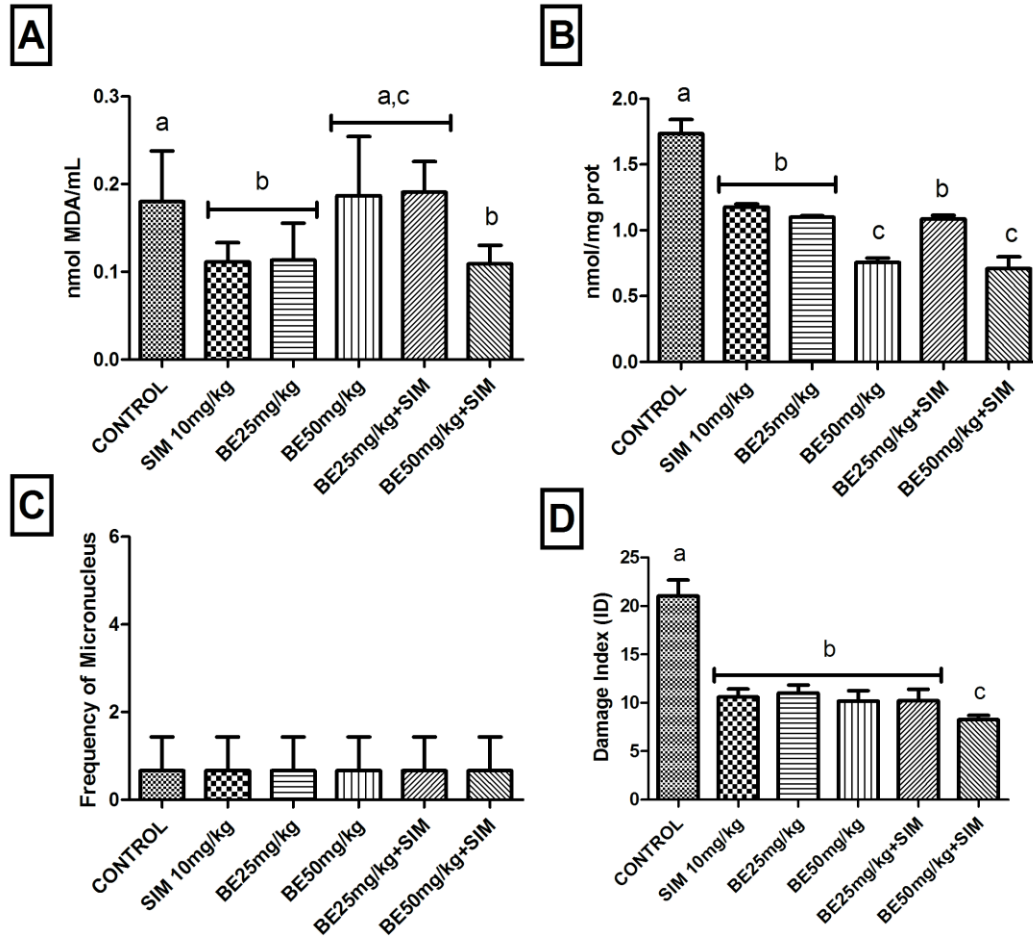 A
nmol MDA/mL
0.3
0.2
0.1
0.0
a
b
a,c
b
CONTROL
SIM 10mg/kg
BE25mg/kg
BE50mg/kg
BE25mg/kg+SIM
BE50mg/kg+SIM
B
nmol/mg prot
2.0
1.5
1.0
0.5
0.0
a
b
c
b
c
CONTROL
SIM 10mg/kg
BE25mg/kg
BE50mg/kg
BE25mg/kg+SIM
BE50mg/kg+SIM
C
Frequency of Micronucleus
6
4
2
0
CONTROL
SIM 10mg/kg
BE25mg/kg
BE50mg/kg
BE25mg/kg+SIM
BE50mg/kg+SIM
D
Damage Index (ID)
25
20
15
10
5
0
a
b
c
CONTROL
SIM 10mg/kg
BE25mg/kg
BE50mg/kg
BE25mg/kg+SIM
BE50mg/kg+SIM